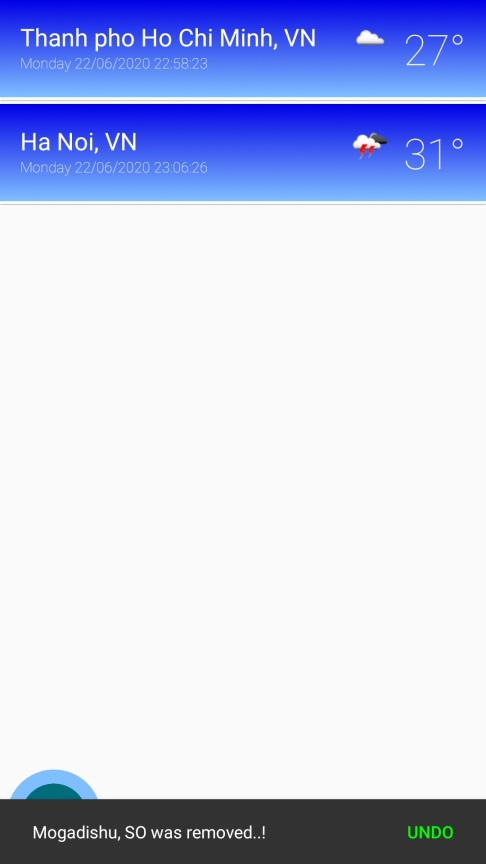 Thanh pho Ho Chi Minh, VN
Monday 22/06/2020 22:58:23
27°
Ha Noi, VN
Monday 22/06/2020 23:06:26
31°
Mogadishu, SO was removed..! UNDO